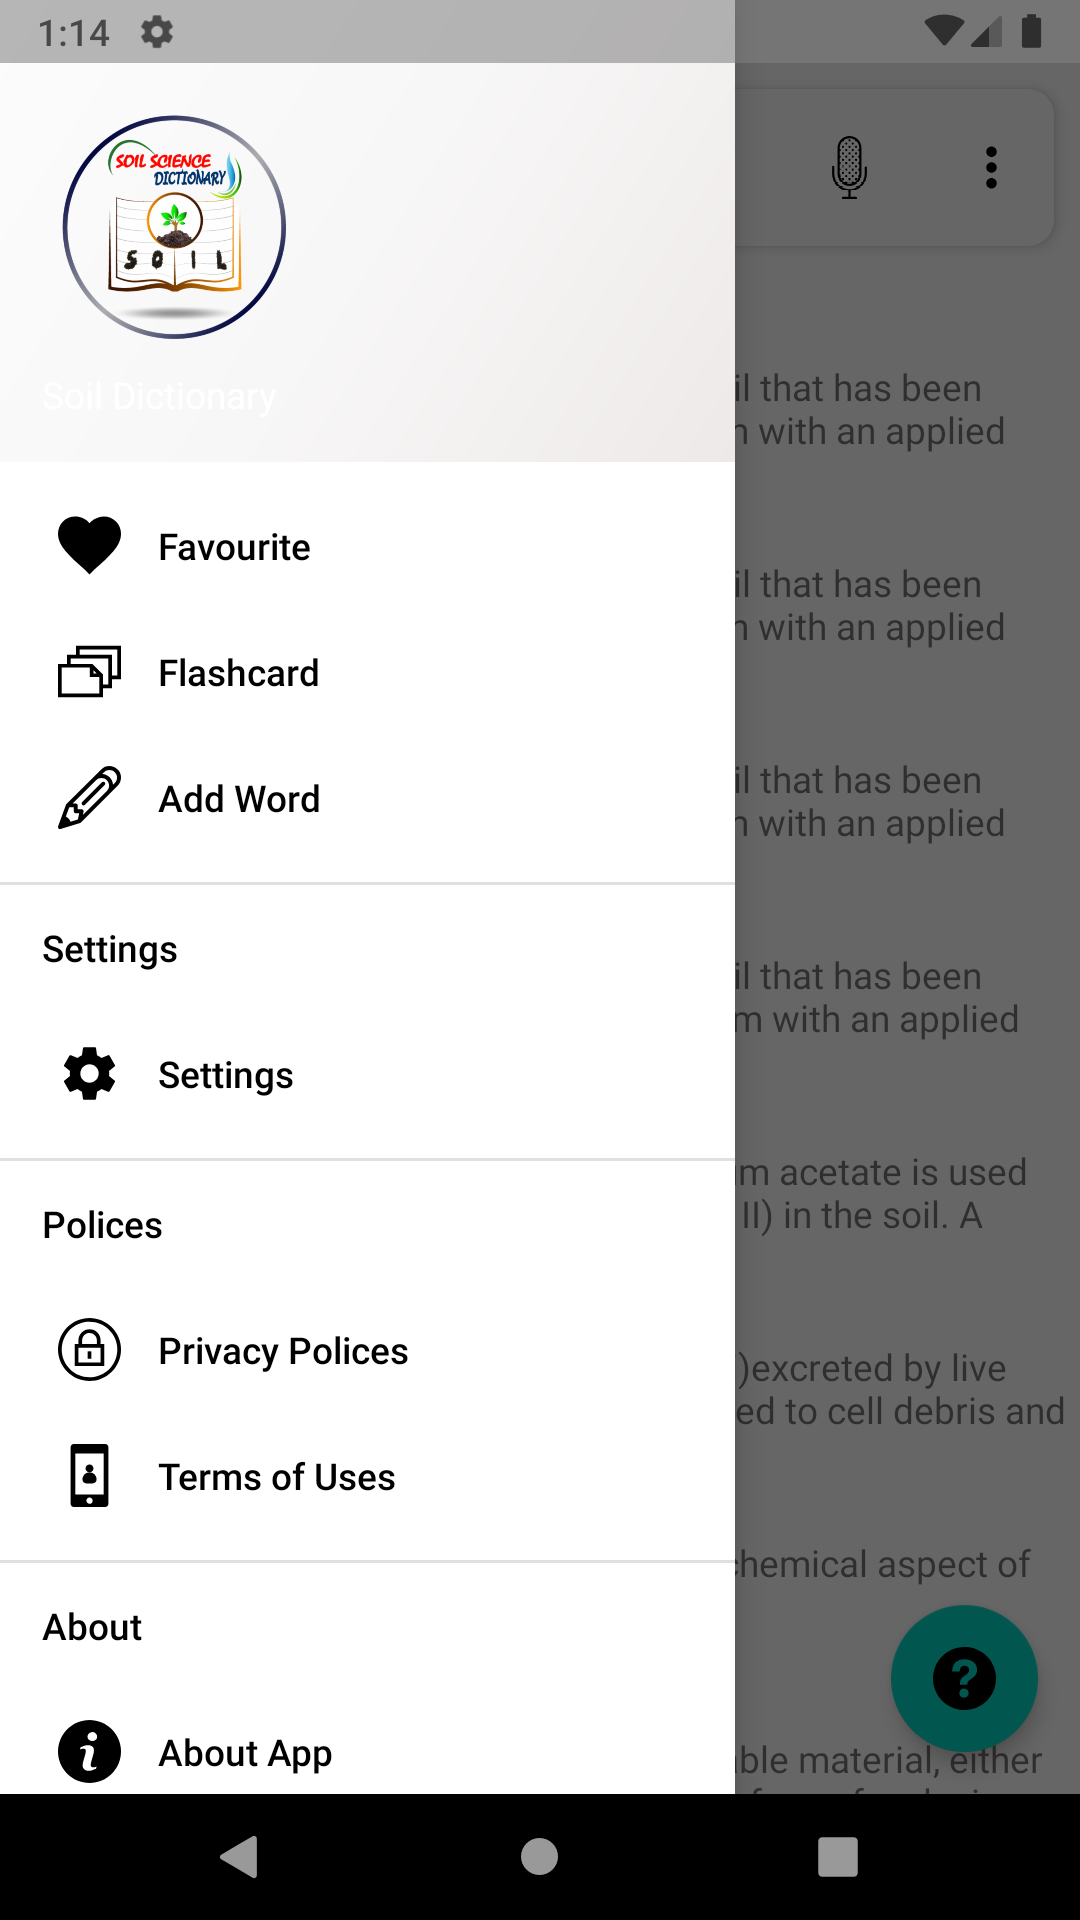 1:14
SOIL SCIENCE
DICTIONARY
S O I L
Soil Dictionary
il that has been
with an applied
Favourite
il that has been
with an applied
Flashcard
il that has been
with an applied
Add Word
Settings
il that has been
m with an applied
Settings
Polices
m acetate is used
II) in the soil. A
Privacy Polices
)excreted by live
ed to cell debris and
Terms of Uses
chemical aspect of
About
?
About App
able material, either